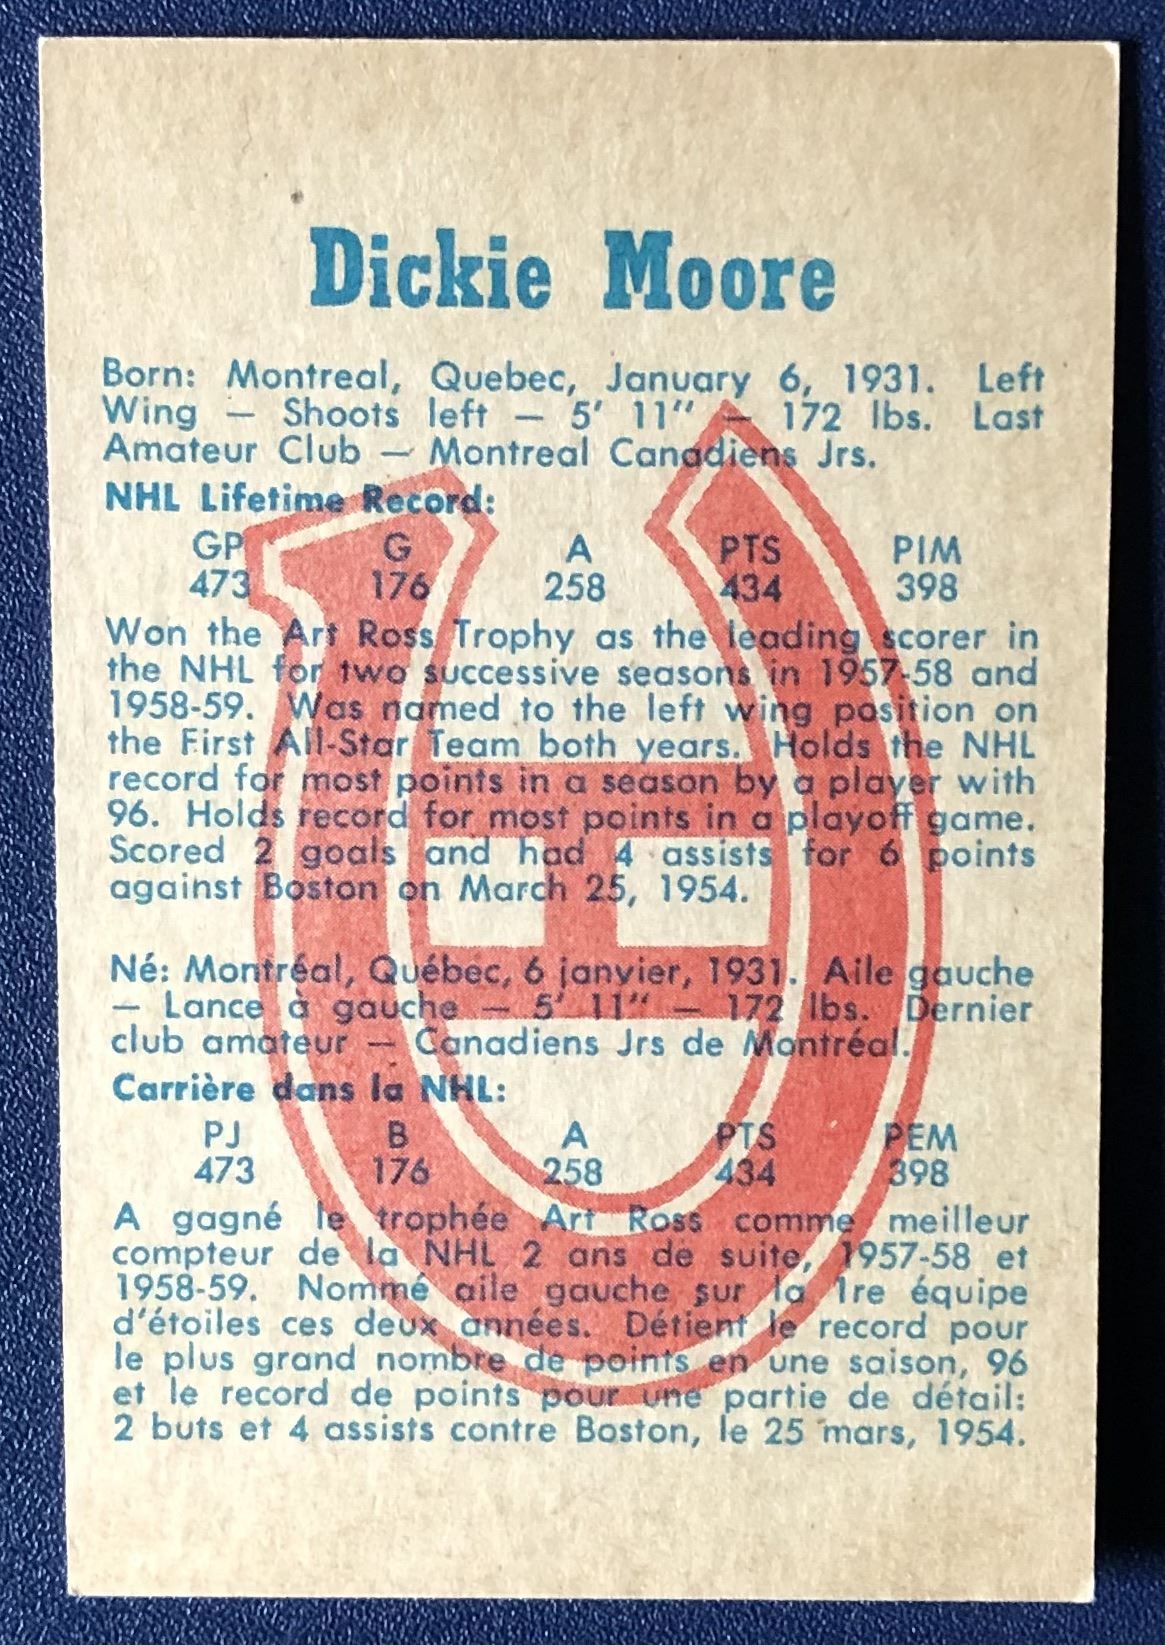 Dickie Moore
Born: Montreal, Quebec, January 6, 1931. Left
Wing — Shoots left — 5' 11" — 172 lbs. Last
Amateur Club — Montreal Canadiens Jrs.
NHL Lifetime Record:
GP G A PTS PIM
473 176 258 434 398
Won the Art Ross Trophy as the leading scorer in
the NHL for two successive seasons in 1957-58 and
1958-59. Was named to the left wing position on
the First All-Star Team both years. Holds the NHL
record for most points in a season by a player with
96. Holds record for most points in a playoff game.
Scored 2 goals and had 4 assists for 6 points
against Boston on March 25, 1954.
Né: Montréal, Québec, 6 janvier, 1931. Aile gauche
— Lance à gauche — 5' 11" — 172 lbs. Dernier
club amateur — Canadiens Jrs de Montréal.
Carrière dans la NHL:
PJ B A PTS PEM
473 176 258 434 398
A gagné le trophée Art Ross comme meilleur
compteur de la NHL 2 ans de suite, 1957-58 et
1958-59. Nommé aile gauche sur la 1re équipe
d'étoiles ces deux années. Détient le record pour
le plus grand nombre de points en une saison, 96
et le record de points pour une partie de détail:
2 buts et 4 assists contre Boston, le 25 mars, 1954.